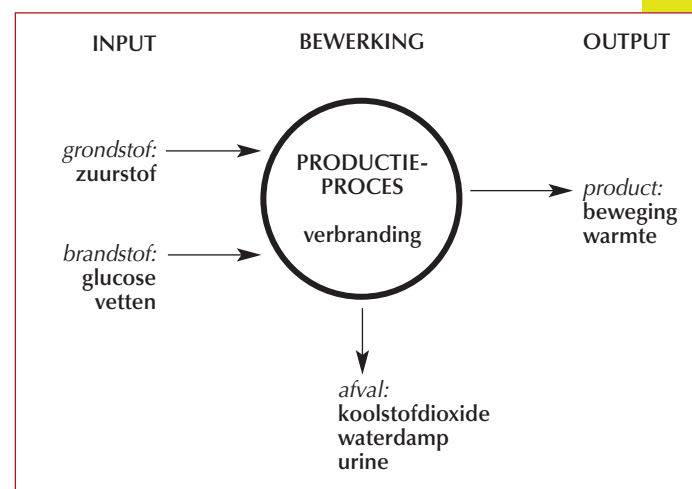 INPUT
BEWERKING
OUTPUT
grondstof:
zuurstof
brandstof:
glucose
vetten
PRODUCTIE-
PROCES
verbranding
product:
beweging
warmte
afval:
koolstofdioxide
waterdamp
urine